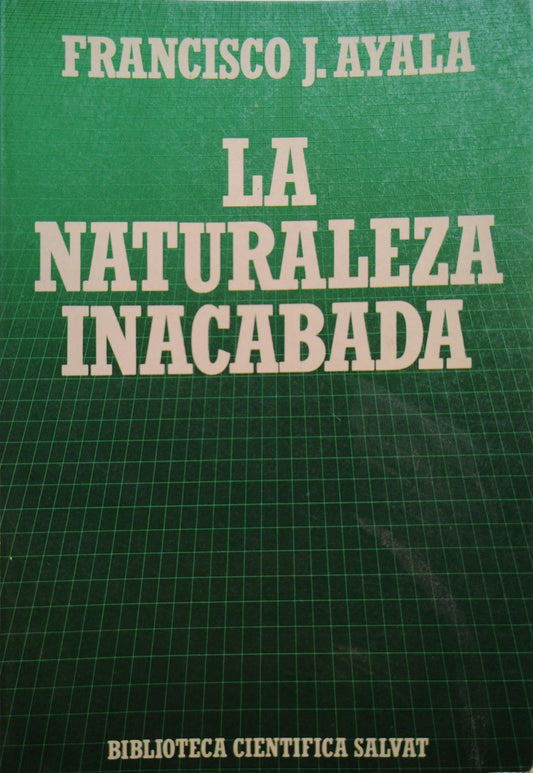 FRANCISCO J. AYALA
LA
NATURALEZA
INACABADA
BIBLIOTECA CIENTIFICA SALVAT